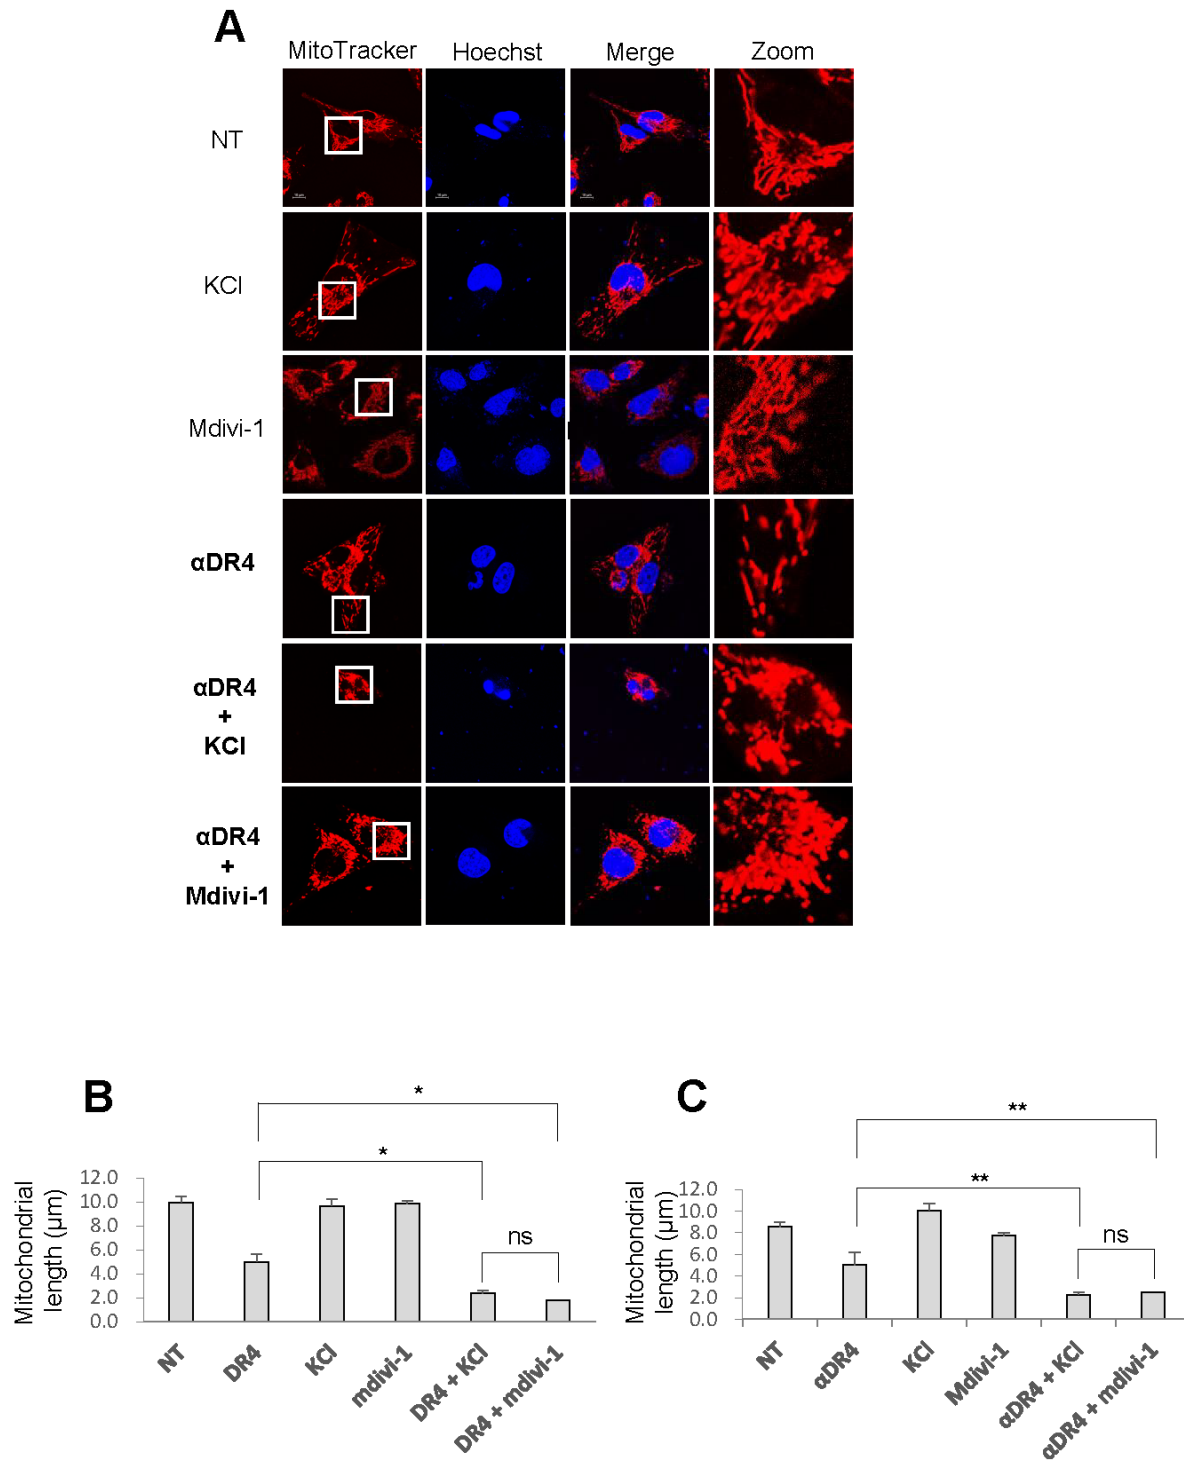 A
MitoTracker Hoechst Merge Zoom
NT
KCl
Mdivi-1
αDR4
αDR4
+
KCl
αDR4
+
Mdivi-1
B
*
*
ns
Mitochondrial
length (μm)
12.0
10.0
8.0
6.0
4.0
2.0
0.0
NT DR4 KCl mdivi-1 DR4 + KCl DR4 + mdivi-1
C
**
**
ns
Mitochondrial
length (μm)
12.0
10.0
8.0
6.0
4.0
2.0
0.0
NT αDR4 KCl Mdivi-1 αDR4 + KCl αDR4 + mdivi-1